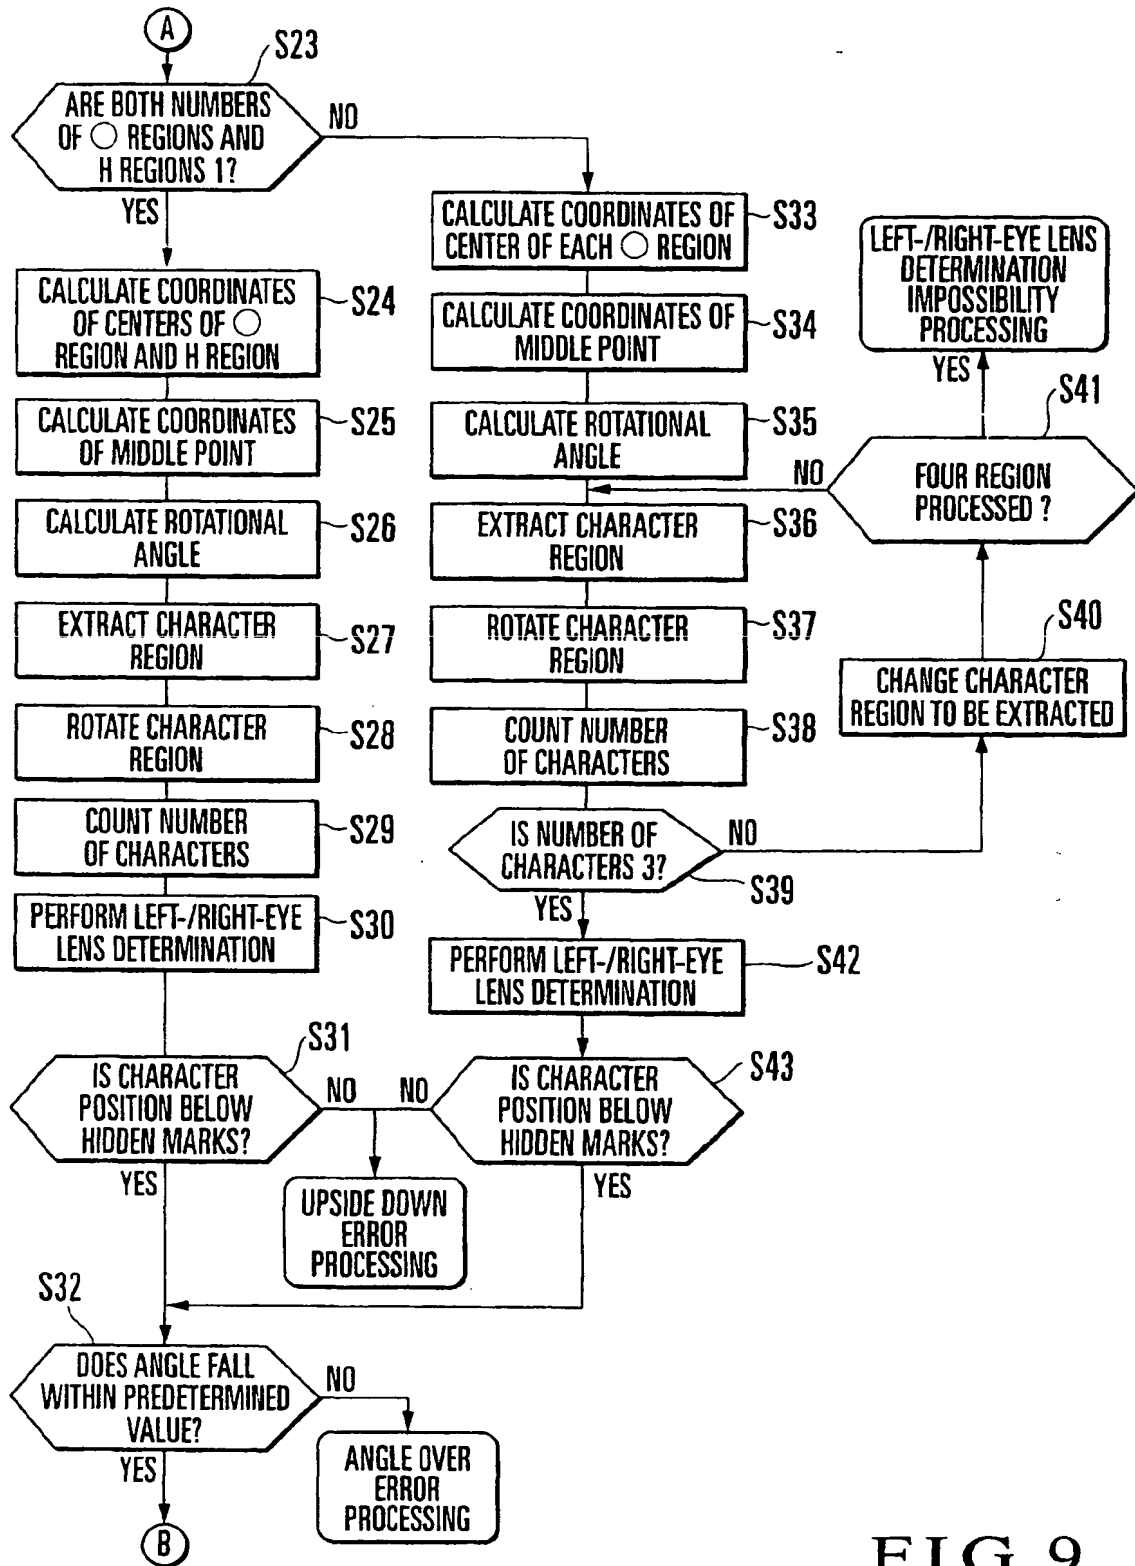 A
S23
ARE BOTH NUMBERS
OF ○ REGIONS AND
H REGIONS 1?
NO
YES
S24
CALCULATE COORDINATES
OF CENTERS OF ○
REGION AND H REGION
S25
CALCULATE COORDINATES
OF MIDDLE POINT
S26
CALCULATE ROTATIONAL
ANGLE
S27
EXTRACT CHARACTER
REGION
S28
ROTATE CHARACTER
REGION
S29
COUNT NUMBER
OF CHARACTERS
S30
PERFORM LEFT-/RIGHT-EYE
LENS DETERMINATION
S31
IS CHARACTER
POSITION BELOW
HIDDEN MARKS?
NO
YES
S33
CALCULATE COORDINATES OF
CENTER OF EACH ○ REGION
S34
CALCULATE COORDINATES OF
MIDDLE POINT
S35
CALCULATE ROTATIONAL
ANGLE
S36
EXTRACT CHARACTER
REGION
S37
ROTATE CHARACTER
REGION
S38
COUNT NUMBER
OF CHARACTERS
IS NUMBER OF
CHARACTERS 3?
NO
S39
YES
S40
CHANGE CHARACTER
REGION TO BE EXTRACTED
S41
FOUR REGION
PROCESSED ?
NO
YES
LEFT-/RIGHT-EYE LENS
DETERMINATION
IMPOSSIBILITY
PROCESSING
S42
PERFORM LEFT-/RIGHT-EYE
LENS DETERMINATION
S43
IS CHARACTER
POSITION BELOW
HIDDEN MARKS?
NO
YES
UPSIDE DOWN
ERROR
PROCESSING
S32
DOES ANGLE FALL
WITHIN PREDETERMINED
VALUE?
NO
YES
ANGLE OVER
ERROR
PROCESSING
B
FIG.9